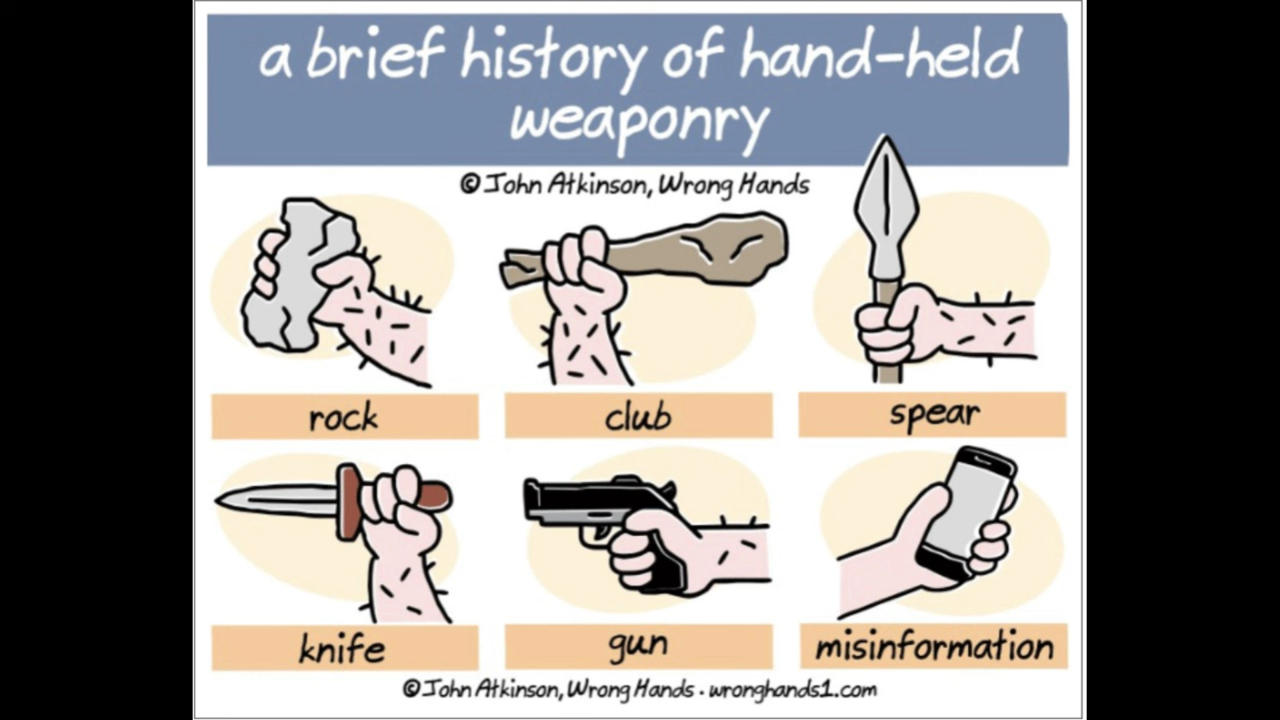 a brief history of hand-held
weaponry
© John Atkinson, Wrong Hands
rock
club
spear
knife
gun
misinformation
© John Atkinson, Wrong Hands · wronghands1.com